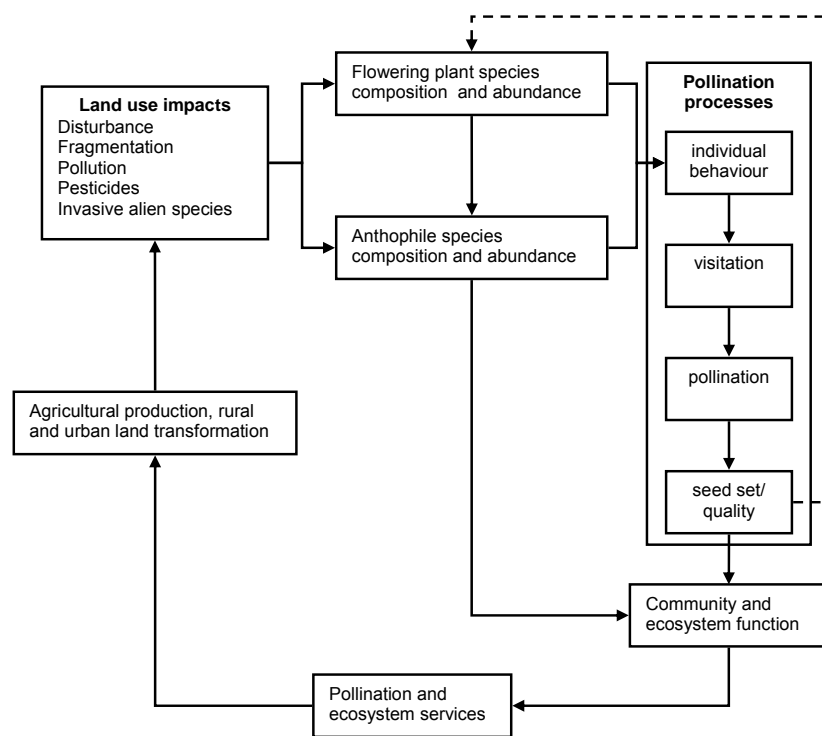 Land use impacts
Disturbance
Fragmentation
Pollution
Pesticides
Invasive alien species
Flowering plant species
composition and abundance
Anthophile species
composition and abundance
Pollination
processes
individual
behaviour
visitation
pollination
seed set/
quality
Agricultural production, rural
and urban land transformation
Community and
ecosystem function
Pollination and
ecosystem services